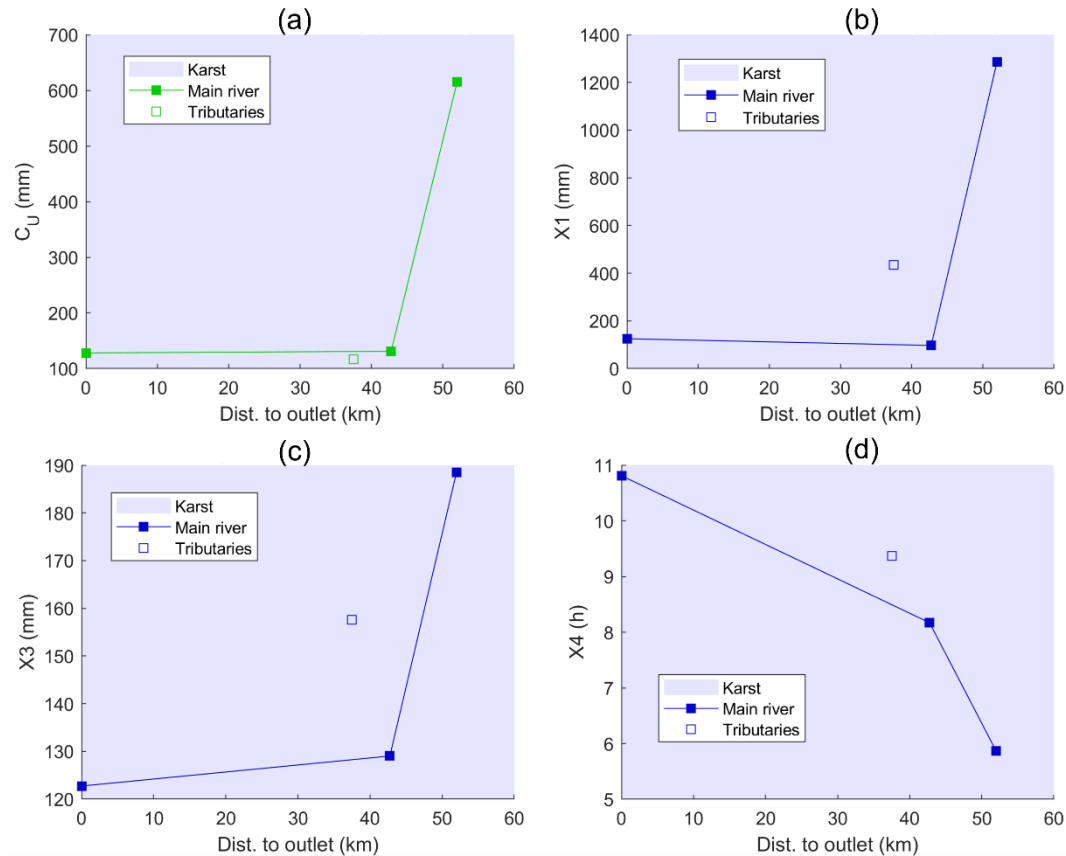 (a)
700
600
500
400
300
200
100
C_U (mm)
Karst
Main river
Tributaries
0 10 20 30 40 50 60
Dist. to outlet (km)
(b)
1400
1200
1000
800
600
400
200
0
X1 (mm)
Karst
Main river
Tributaries
0 10 20 30 40 50 60
Dist. to outlet (km)
(c)
190
180
170
160
150
140
130
120
X3 (mm)
Karst
Main river
Tributaries
0 10 20 30 40 50 60
Dist. to outlet (km)
(d)
11
10
9
8
7
6
5
X4 (h)
Karst
Main river
Tributaries
0 10 20 30 40 50 60
Dist. to outlet (km)